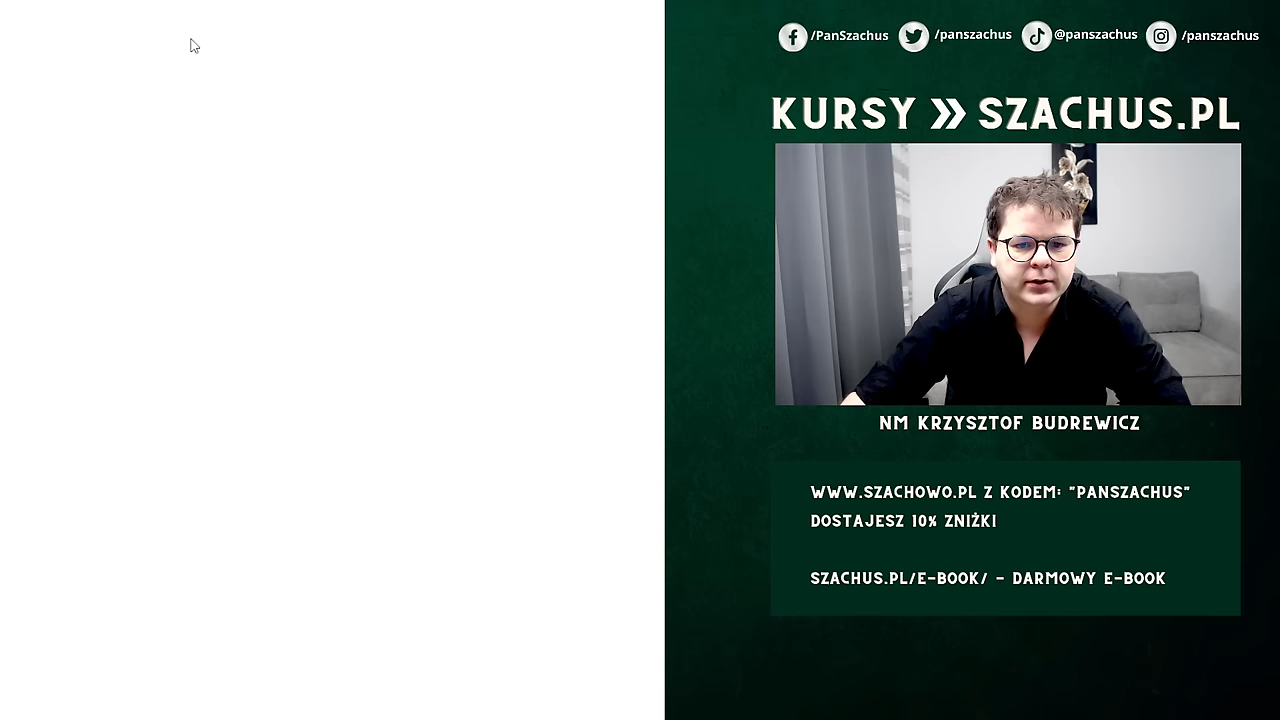 /PanSzachus /panszachus @panszachus /panszachus
KURSY » SZACHUS.PL
NM KRZYSZTOF BUDREWICZ
WWW.SZACHOWO.PL Z KODEM: "PANSZACHUS"
DOSTAJESZ 10% ZNIŻKI
SZACHUS.PL/E-BOOK/ - DARMOWY E-BOOK